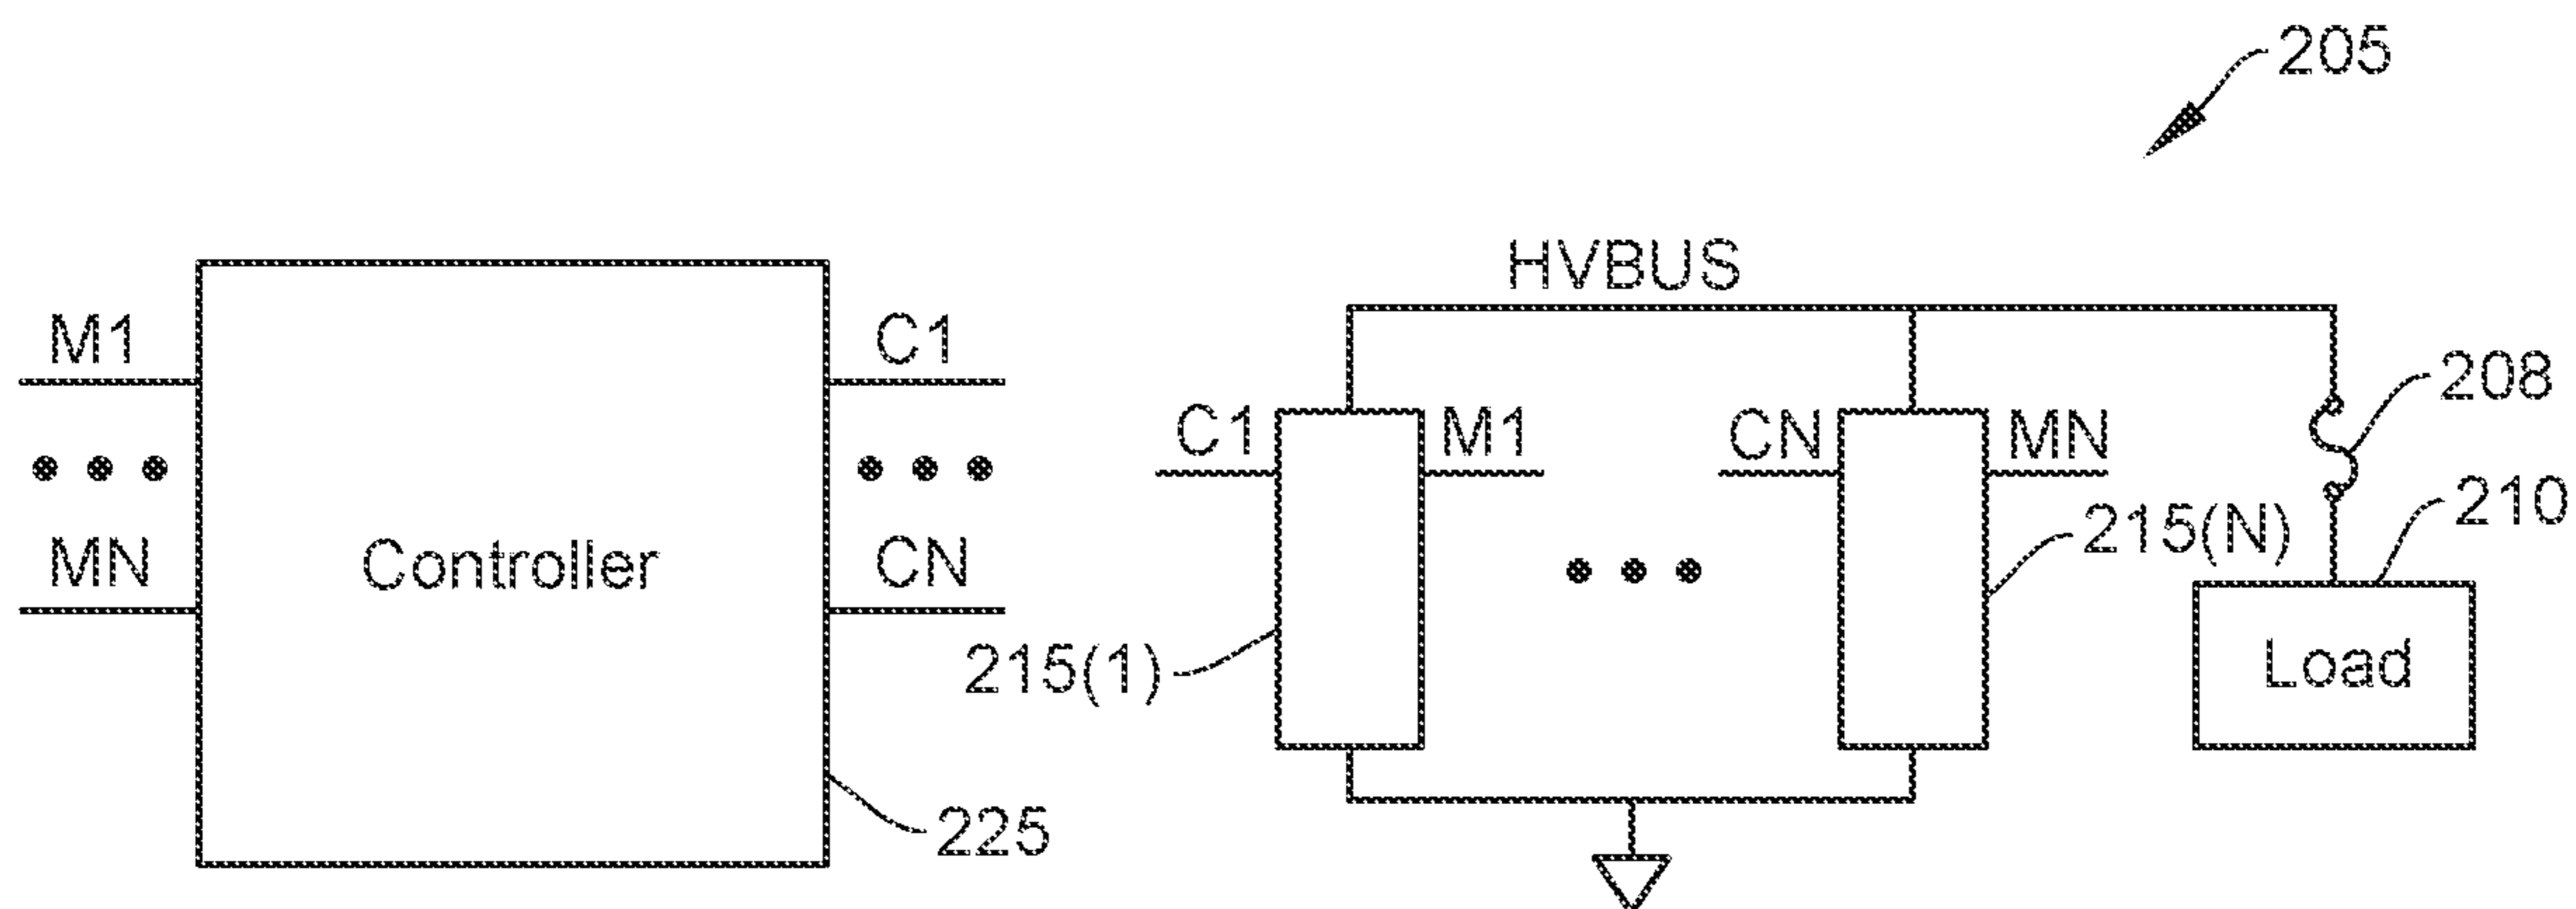 205
HVBUS
M1
C1
208
C1
M1
CN
MN
210
MN
Controller
CN
215(N)
215(1)
Load
225